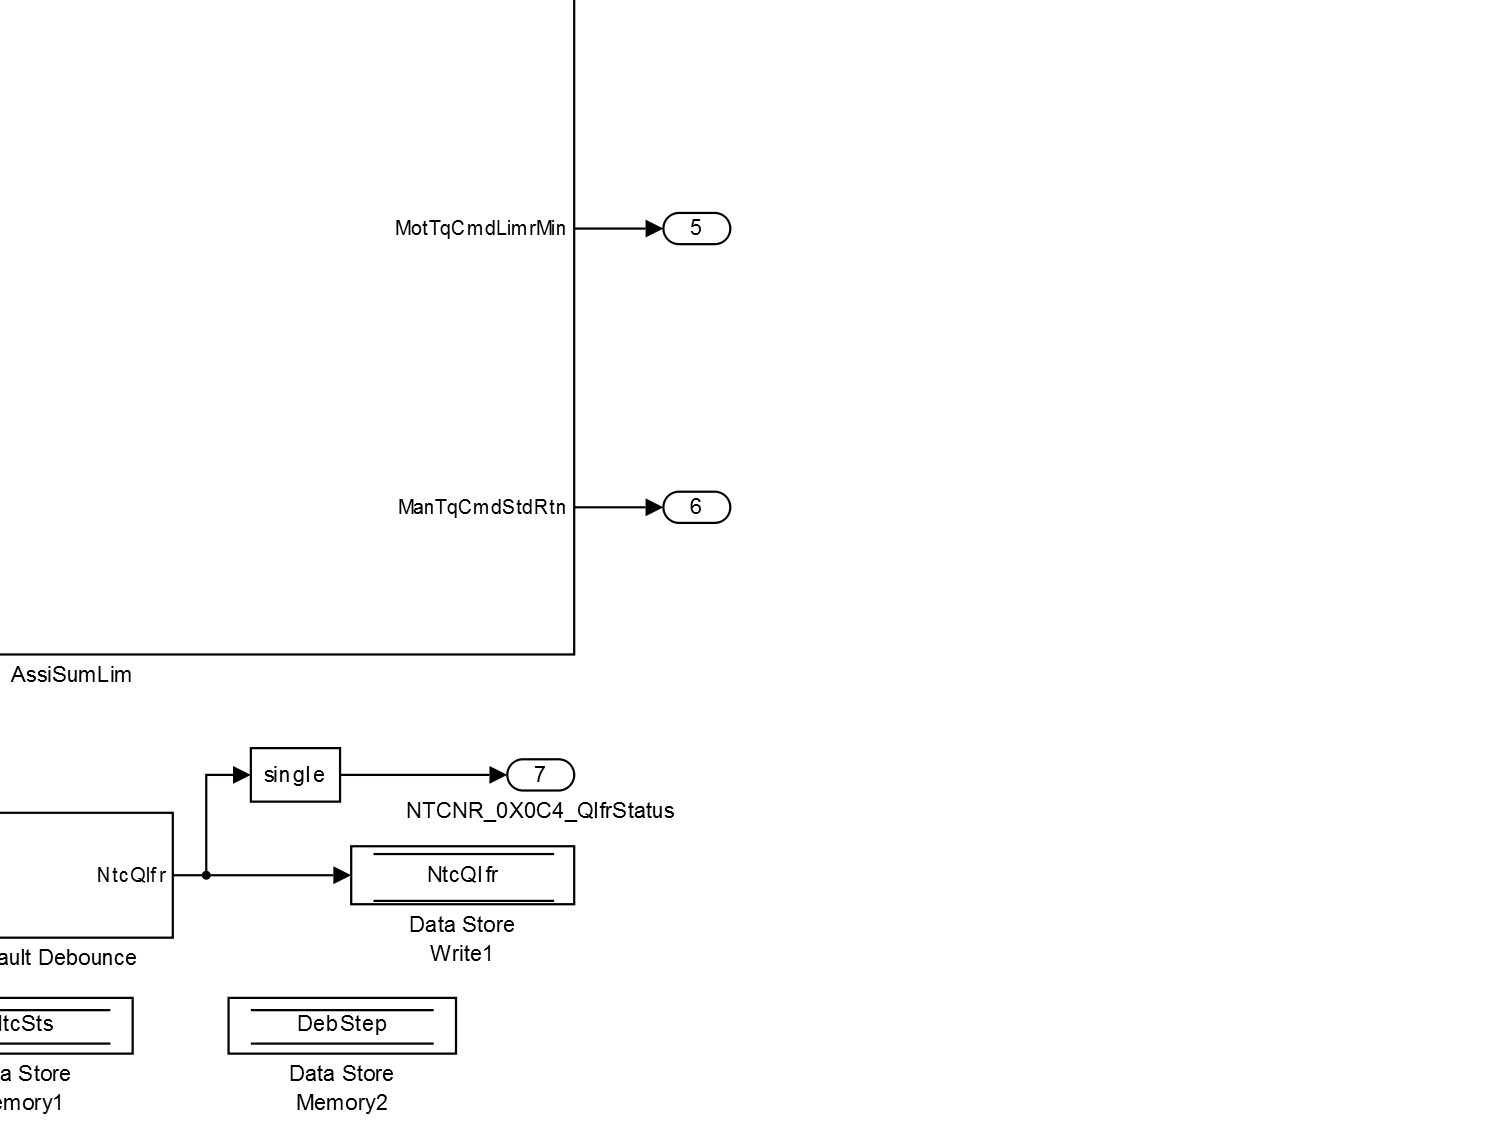 MotTqCmdLimrMin
5
ManTqCmdStdRtn
6
AssiSumLim
single
7
NTCNR_0X0C4_QlfrStatus
NtcQlfr
NtcQlfr
Data Store
Write1
ault Debounce
tcSts
DebStep
a Store
emory1
Data Store
Memory2